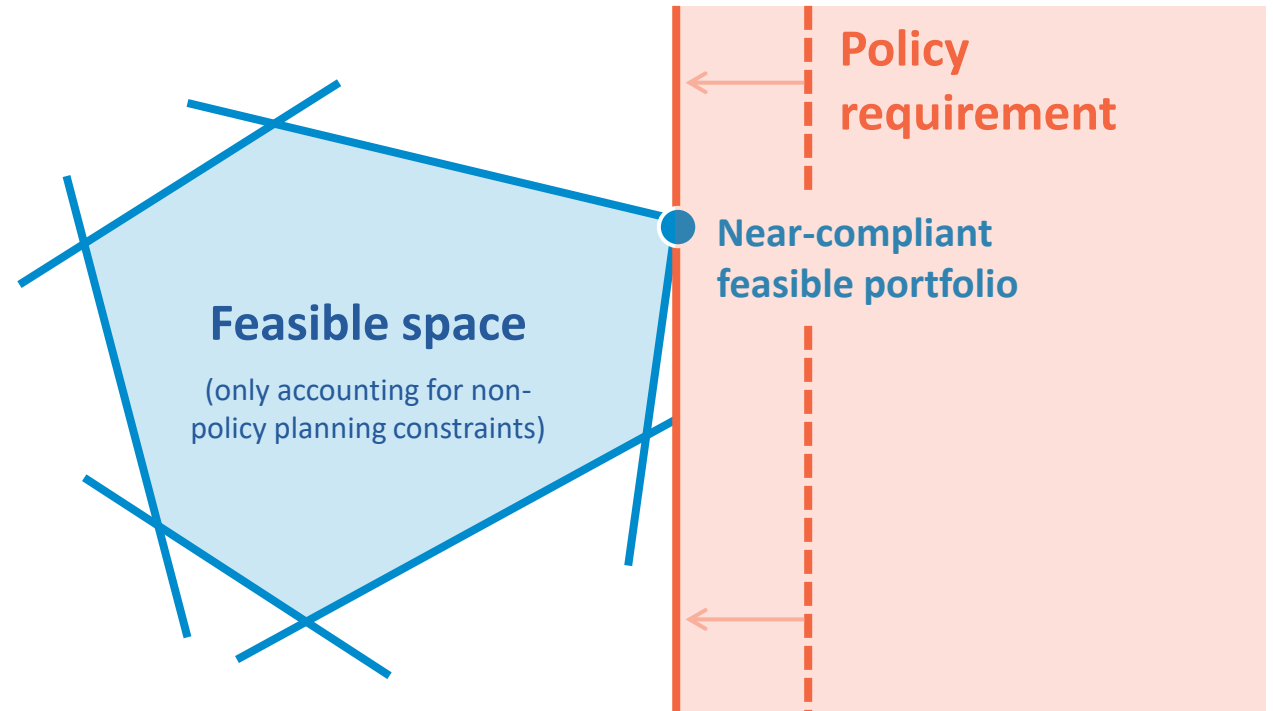 Policy
requirement
Near-compliant
feasible portfolio
Feasible space
(only accounting for non-
policy planning constraints)